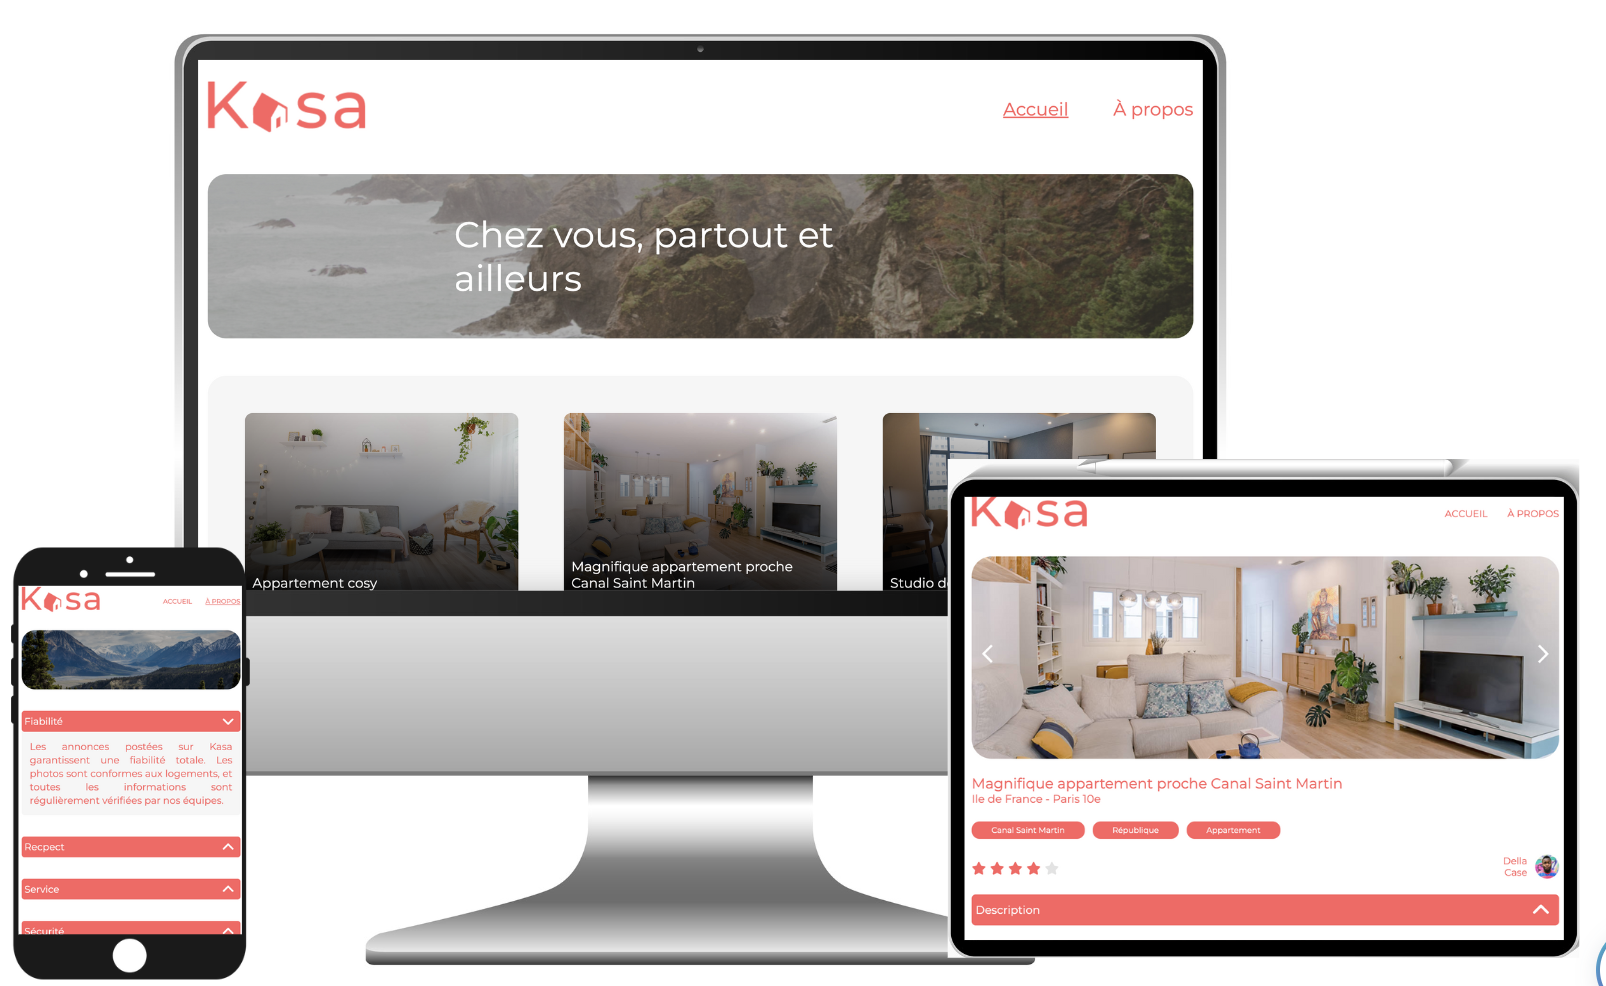 Kasa
Accueil À propos
Chez vous, partout et
ailleurs
Appartement cosy
Magnifique appartement proche
Canal Saint Martin
Studio d
Kasa
ACCUEIL À PROPOS
Fiabilité
Les annonces postées sur Kasa
garantissent une fiabilité totale. Les
photos sont conformes aux logements, et
toutes les informations sont
régulièrement vérifiées par nos équipes.
Recpect
Service
Sécurité
Kasa
ACCUEIL À PROPOS
Magnifique appartement proche Canal Saint Martin
Ile de France - Paris 10e
Canal Saint Martin République Appartement
Della
Case
Description